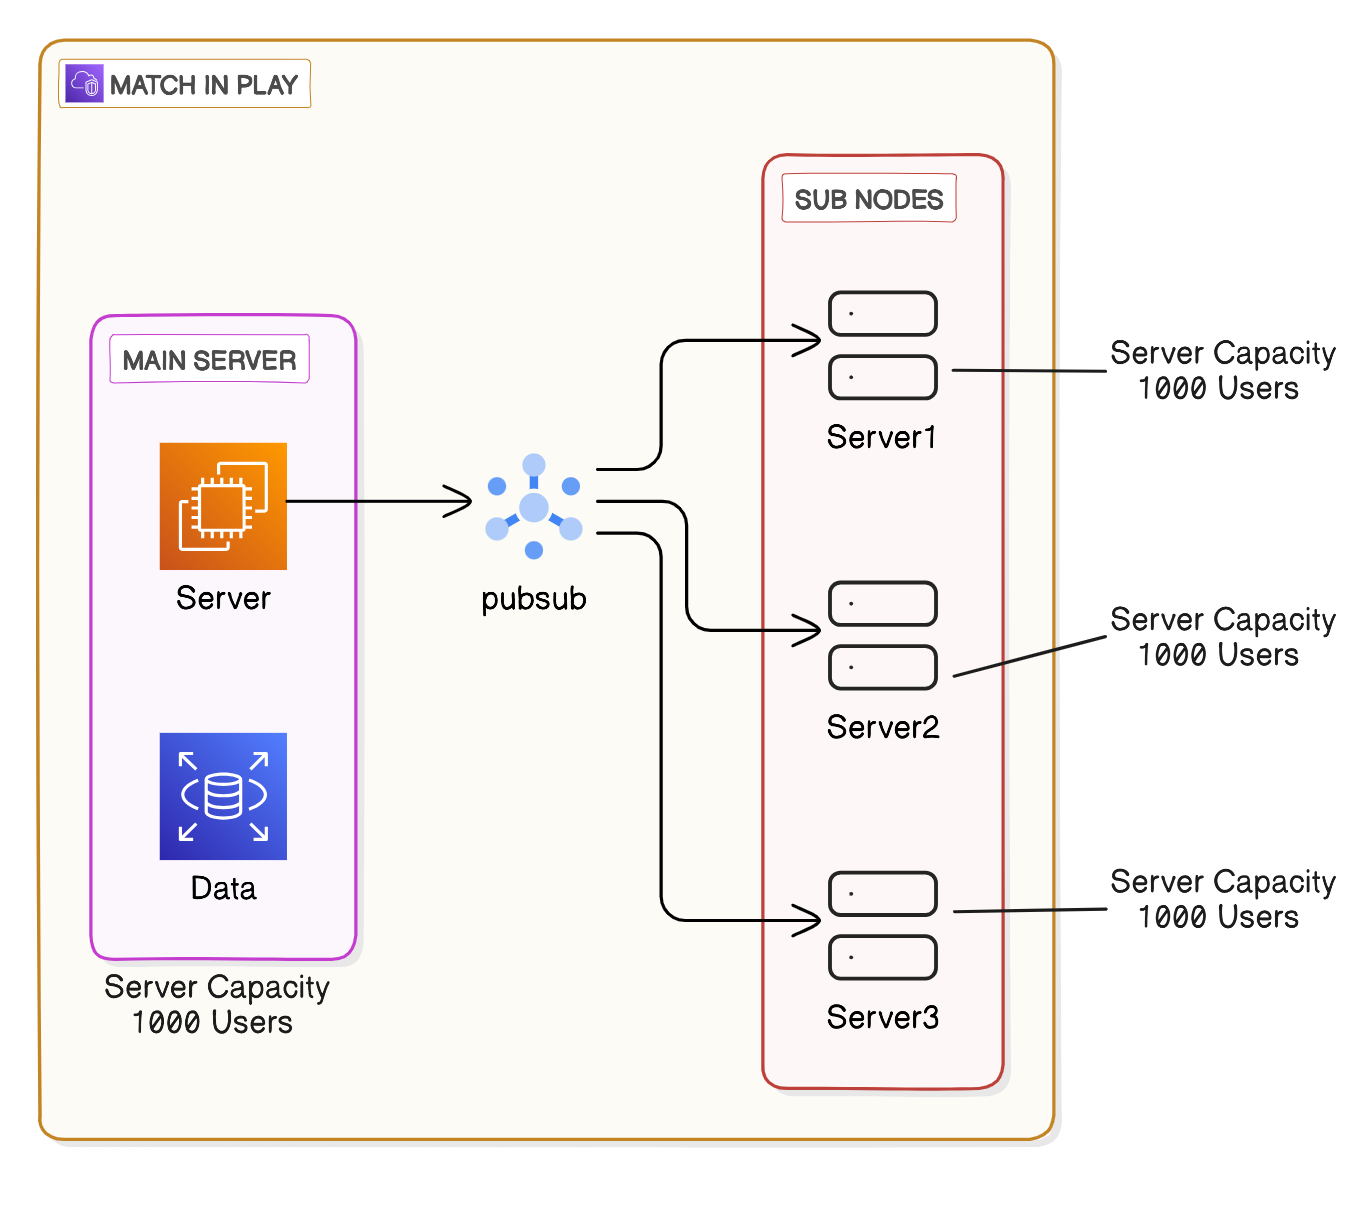 MATCH IN PLAY
SUB NODES
MAIN SERVER
Server
pubsub
Data
Server Capacity
1000 Users
Server1
Server Capacity
1000 Users
Server2
Server Capacity
1000 Users
Server3
Server Capacity
1000 Users